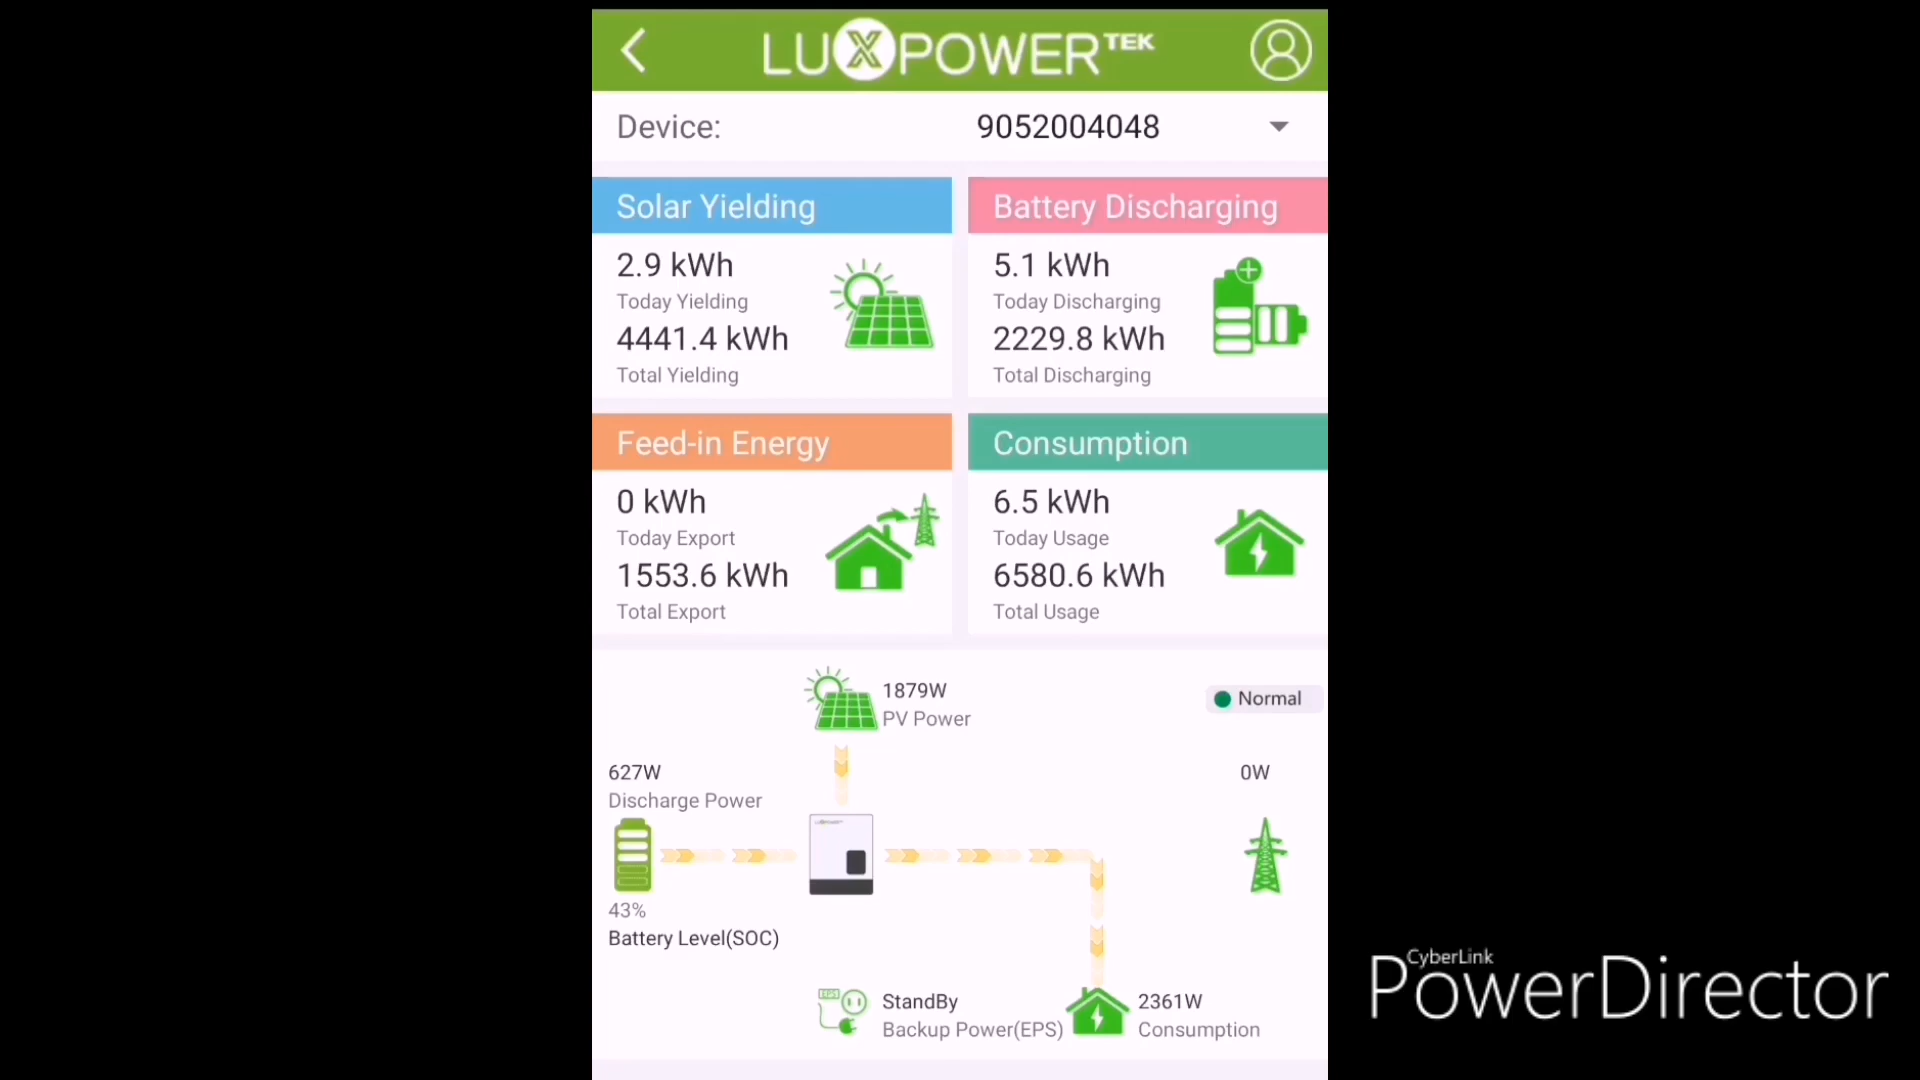 LUXPOWERTEK
Device: 9052004048
Solar Yielding
2.9 kWh
Today Yielding
4441.4 kWh
Total Yielding
Battery Discharging
5.1 kWh
Today Discharging
2229.8 kWh
Total Discharging
Feed-in Energy
0 kWh
Today Export
1553.6 kWh
Total Export
Consumption
6.5 kWh
Today Usage
6580.6 kWh
Total Usage
1879W
PV Power
Normal
627W
Discharge Power
0W
43%
Battery Level(SOC)
EPS
StandBy
Backup Power(EPS)
2361W
Consumption
CyberLink
PowerDirector